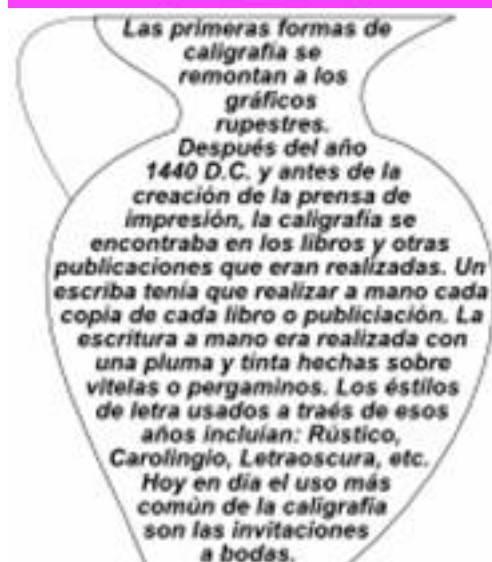 Las primeras formas de
caligrafía se
remontan a los
gráficos
rupestres.
Después del año
1440 D.C. y antes de la
creación de la prensa de
impresión, la caligrafía se
encontraba en los libros y otras
publicaciones que eran realizadas. Un
escriba tenía que realizar a mano cada
copia de cada libro o publiciación. La
escritura a mano era realizada con
una pluma y tinta hechas sobre
vitelas o pergaminos. Los éstilos
de letra usados a traés de esos
años incluían: Rústico,
Carolingio, Letraoscura, etc.
Hoy en día el uso más
común de la caligrafía
son las invitaciones
a bodas.